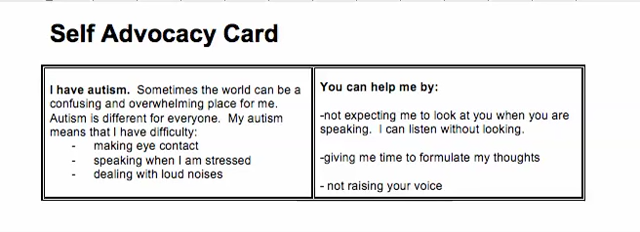 Self Advocacy Card
I have autism. Sometimes the world can be a
confusing and overwhelming place for me.
Autism is different for everyone. My autism
means that I have difficulty:
- making eye contact
- speaking when I am stressed
- dealing with loud noises
You can help me by:
-not expecting me to look at you when you are
speaking. I can listen without looking.
-giving me time to formulate my thoughts
- not raising your voice